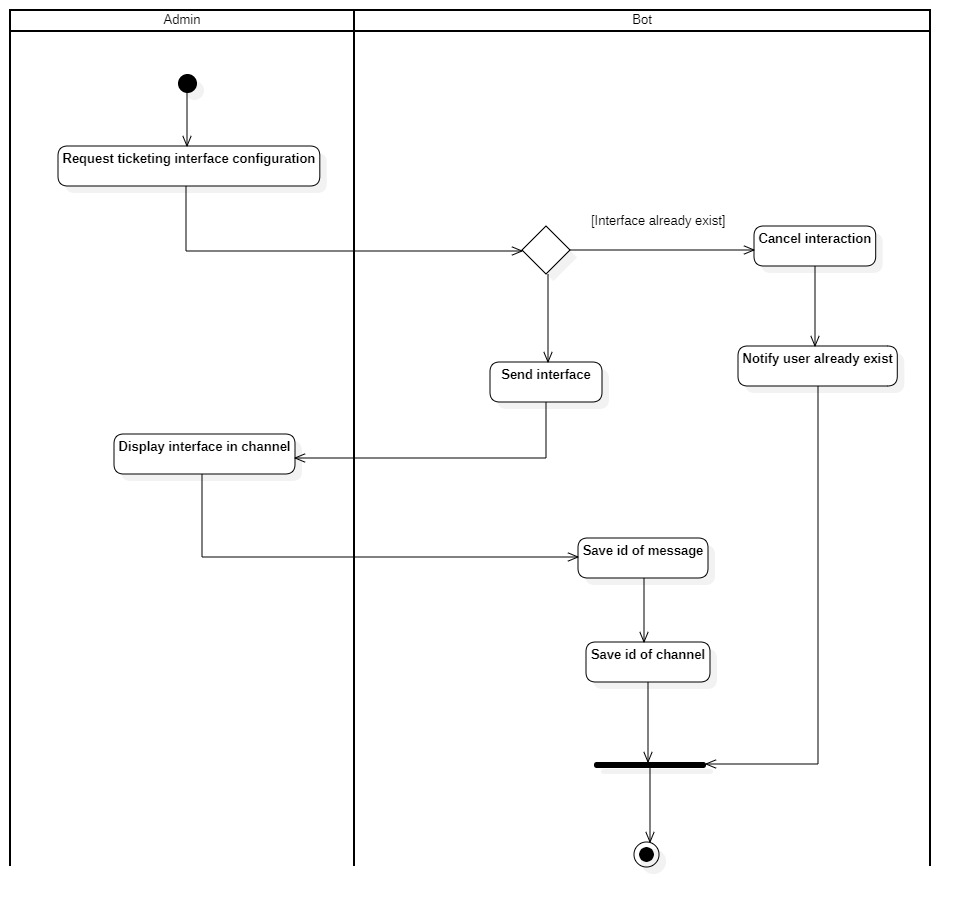 Admin
Bot
Request ticketing interface configuration
[Interface already exist]
Cancel interaction
Notify user already exist
Send interface
Display interface in channel
Save id of message
Save id of channel